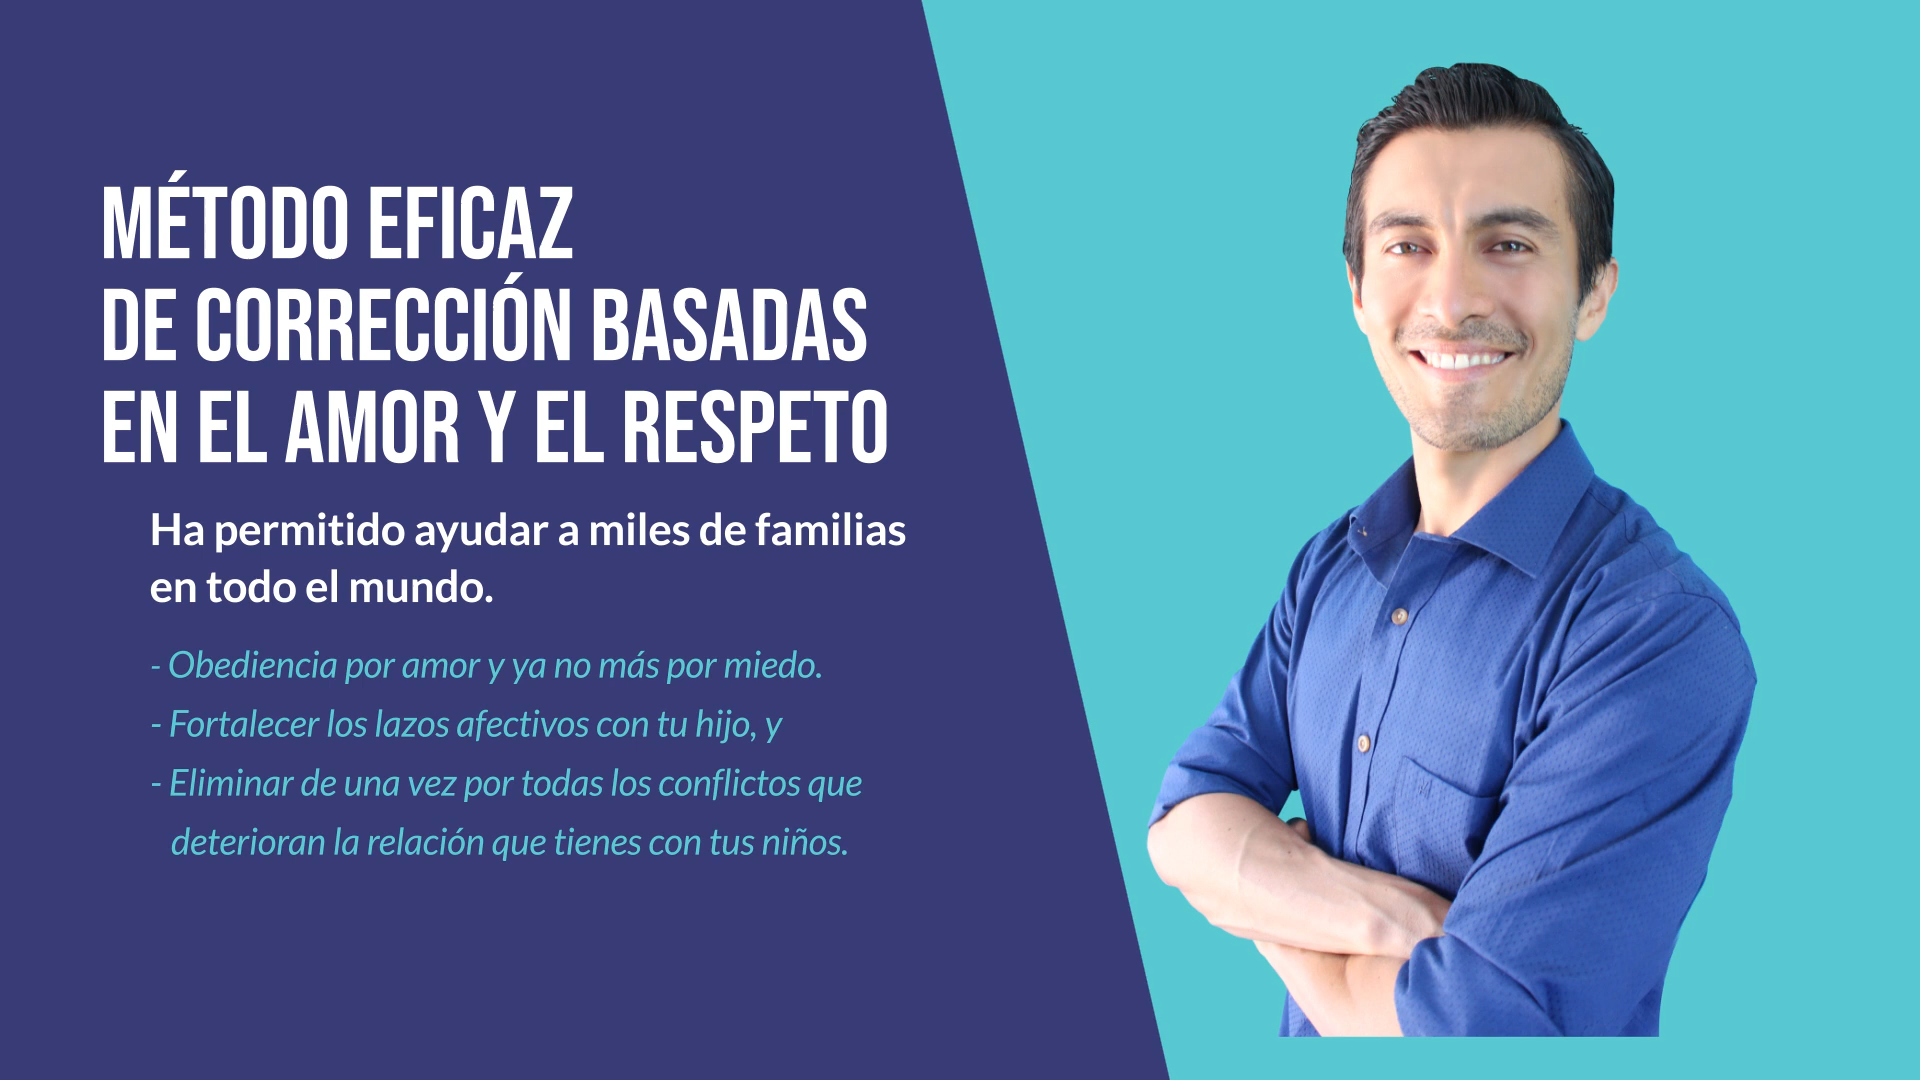 MÉTODO EFICAZ
DE CORRECCIÓN BASADAS
EN EL AMOR Y EL RESPETO
Ha permitido ayudar a miles de familias
en todo el mundo.
- Obediencia por amor y ya no más por miedo.
- Fortalecer los lazos afectivos con tu hijo, y
- Eliminar de una vez por todas los conflictos que
deterioran la relación que tienes con tus niños.